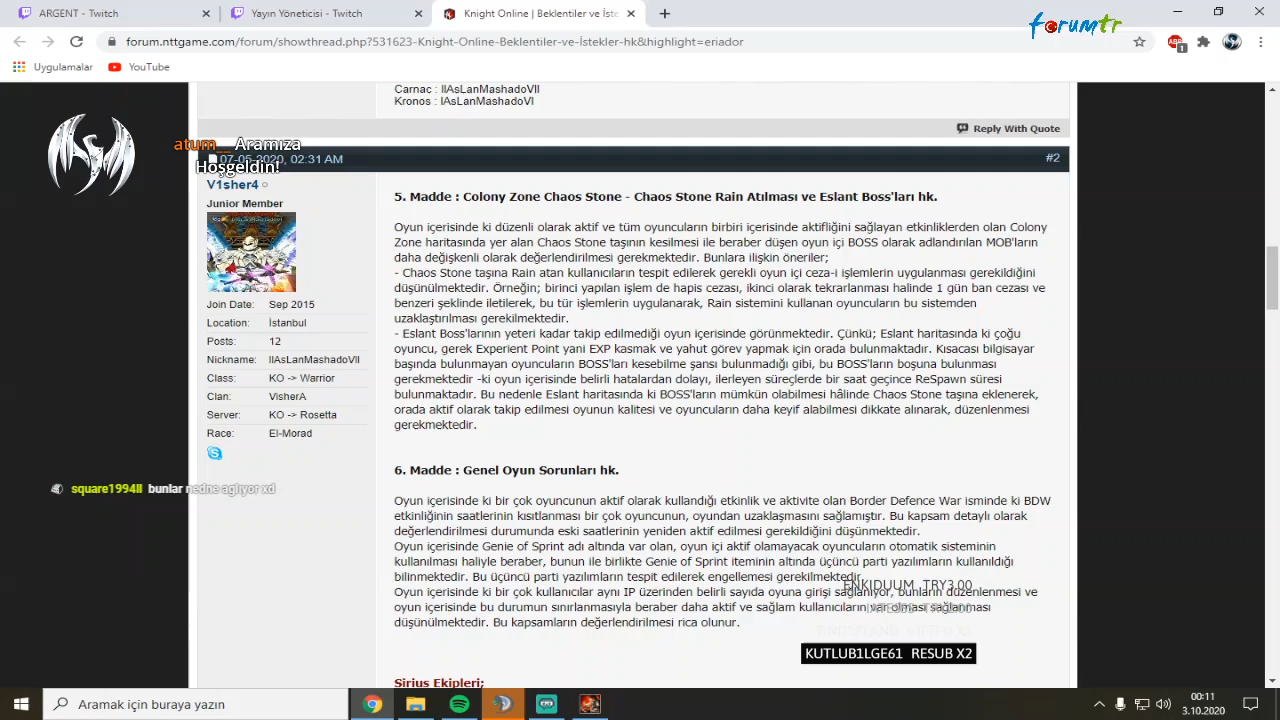 ARGENT - Twitch
Yayın Yöneticisi - Twitch
Knight Online | Beklentiler ve İste
forumtr
forum.nttgame.com/forum/showthread.php?531623-Knight-Online-Beklentiler-ve-İstekler-hk&highlight=eriador
1
Uygulamalar
YouTube
Carnac : IIAsLanMashadoVII
Kronos : IAsLanMashadoVI
Reply With Quote
atum__ Aramıza
Hoşgeldin!
07-05-2020, 02:31 AM
#2
V1sher4
Junior Member
Join Date: Sep 2015
Location: İstanbul
Posts: 12
Nickname: IIAsLanMashadoVII
Class: KO -> Warrior
Clan: VisherA
Server: KO -> Rosetta
Race: El-Morad
5. Madde : Colony Zone Chaos Stone - Chaos Stone Rain Atılması ve Eslant Boss'ları hk.
Oyun içerisinde ki düzenli olarak aktif ve tüm oyuncuların birbiri içerisinde aktifliğini sağlayan etkinliklerden olan Colony
Zone haritasında yer alan Chaos Stone taşının kesilmesi ile beraber düşen oyun içi BOSS olarak adlandırılan MOB'ların
daha değişkenli olarak değerlendirilmesi gerekmektedir. Bunlara ilişkin öneriler;
- Chaos Stone taşına Rain atan kullanıcıların tespit edilerek gerekli oyun içi ceza-i işlemlerin uygulanması gerekildiğini
düşünülmektedir. Örneğin; birinci yapılan işlem de hapis cezası, ikinci olarak tekrarlanması halinde 1 gün ban cezası ve
benzeri şeklinde iletilerek, bu tür işlemlerin uygulanarak, Rain sistemini kullanan oyuncuların bu sistemden
uzaklaştırılması gerekilmektedir.
- Eslant Boss'larının yeteri kadar takip edilmediği oyun içerisinde görünmektedir. Çünkü; Eslant haritasında ki çoğu
oyuncu, gerek Experient Point yani EXP kasmak ve yahut görev yapmak için orada bulunmaktadır. Kısacası bilgisayar
başında bulunmayan oyuncuların BOSS'ları kesebilme şansı bulunmadığı gibi, bu BOSS'ların boşuna bulunması
gerekmektedir -ki oyun içerisinde belirli hatalardan dolayı, ilerleyen süreçlerde bir saat geçince ReSpawn süresi
bulunmaktadır. Bu nedenle Eslant haritasında ki BOSS'ların mümkün olabilmesi hâlinde Chaos Stone taşına eklenerek,
orada aktif olarak takip edilmesi oyunun kalitesi ve oyuncuların daha keyif alabilmesi dikkate alınarak, düzenlenmesi
gerekmektedir.
square1994ll bunlar nedne aglıyor xd
6. Madde : Genel Oyun Sorunları hk.
Oyun içerisinde ki bir çok oyuncunun aktif olarak kullandığı etkinlik ve aktivite olan Border Defence War isminde ki BDW
etkinliğinin saatlerinin kısıtlanması bir çok oyuncunun, oyundan uzaklaşmasını sağlamıştır. Bu kapsam detaylı olarak
değerlendirilmesi durumunda eski saatlerinin yeniden aktif edilmesi gerekildiğini düşünmektedir.
Oyun içerisinde Genie of Sprint adı altında var olan, oyun içi aktif olamayacak oyuncuların otomatik sisteminin
kullanılması haliyle beraber, bunun ile birlikte Genie of Sprint iteminin altında üçüncü parti yazılımların kullanıldığı
bilinmektedir. Bu üçüncü parti yazılımların tespit edilerek engellemesi gerekilmektedir.
ENKIDUUM TRY3.00
Oyun içerisinde ki bir çok kullanıcılar aynı IP üzerinden belirli sayıda oyuna girişi sağlanıyor, bunların düzenlenmesi ve
oyun içerisinde bu durumun sınırlanmasıyla beraber daha aktif ve sağlam kullanıcıların var olması sağlanması
düşünülmektedir. Bu kapsamların değerlendirilmesi rica olunur.
KUTLUB1LGE61 RESUB X2
Sirius Ekipleri;
Aramak için buraya yazın
00:11
3.10.2020